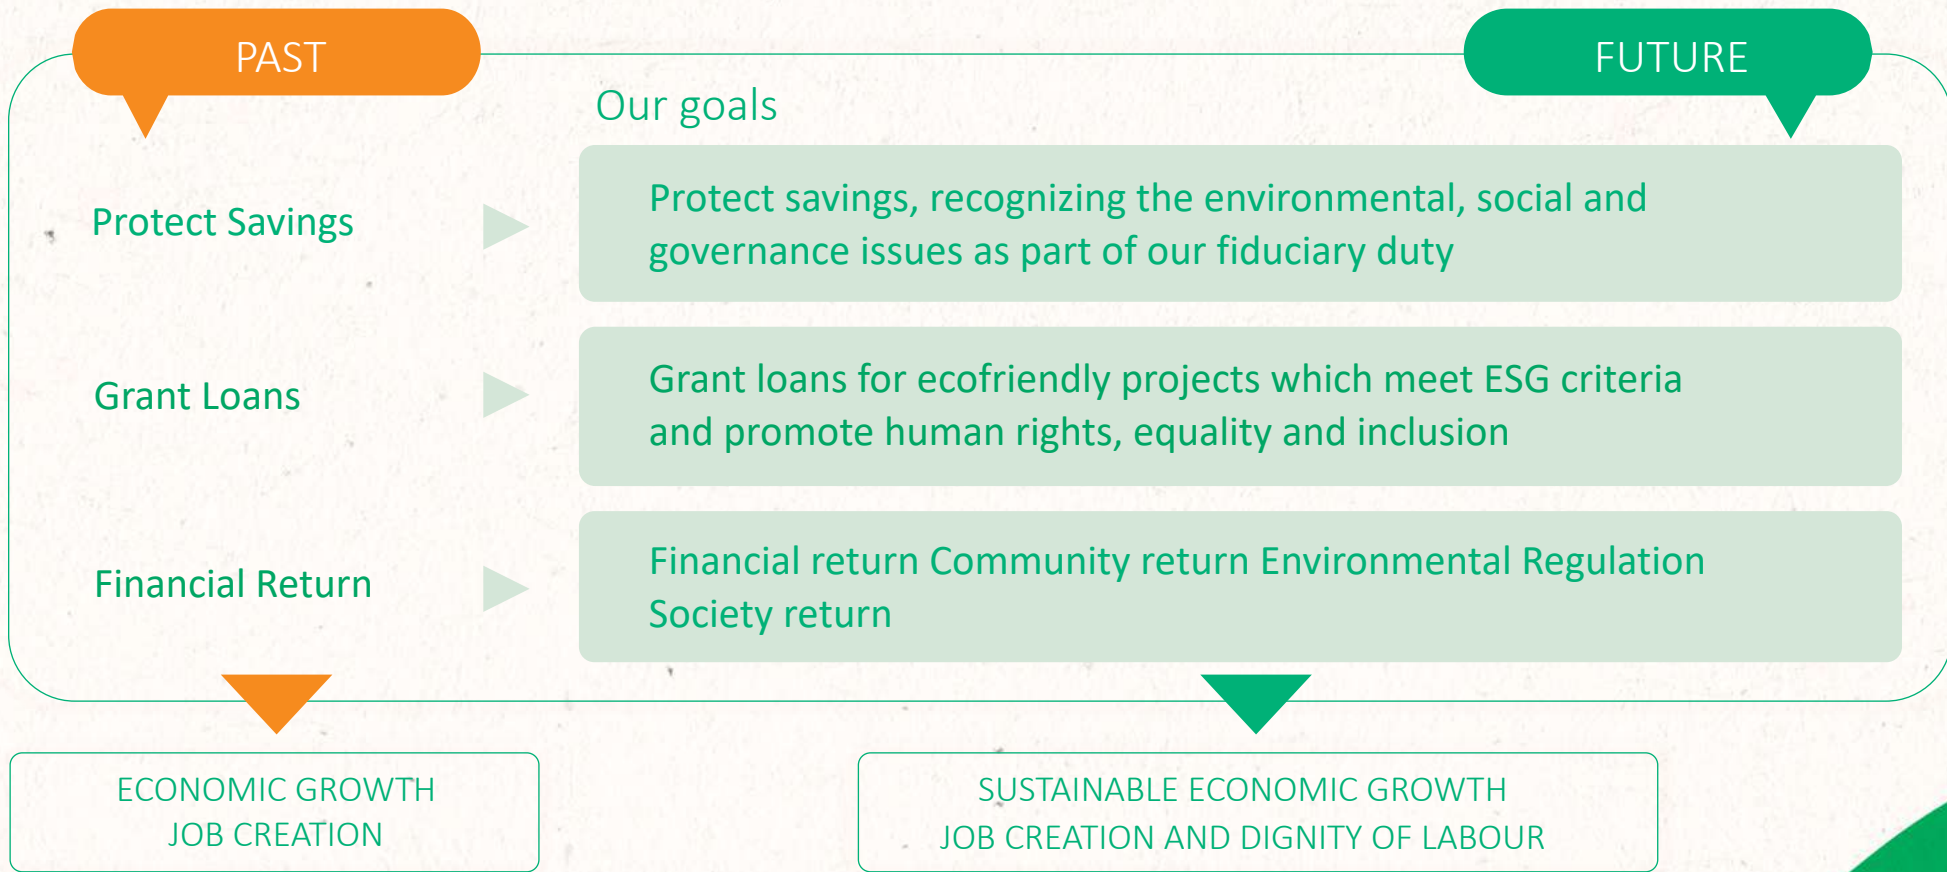 PAST
FUTURE
Our goals
Protect Savings
Protect savings, recognizing the environmental, social and
governance issues as part of our fiduciary duty
Grant Loans
Grant loans for ecofriendly projects which meet ESG criteria
and promote human rights, equality and inclusion
Financial Return
Financial return Community return Environmental Regulation
Society return
ECONOMIC GROWTH
JOB CREATION
SUSTAINABLE ECONOMIC GROWTH
JOB CREATION AND DIGNITY OF LABOUR